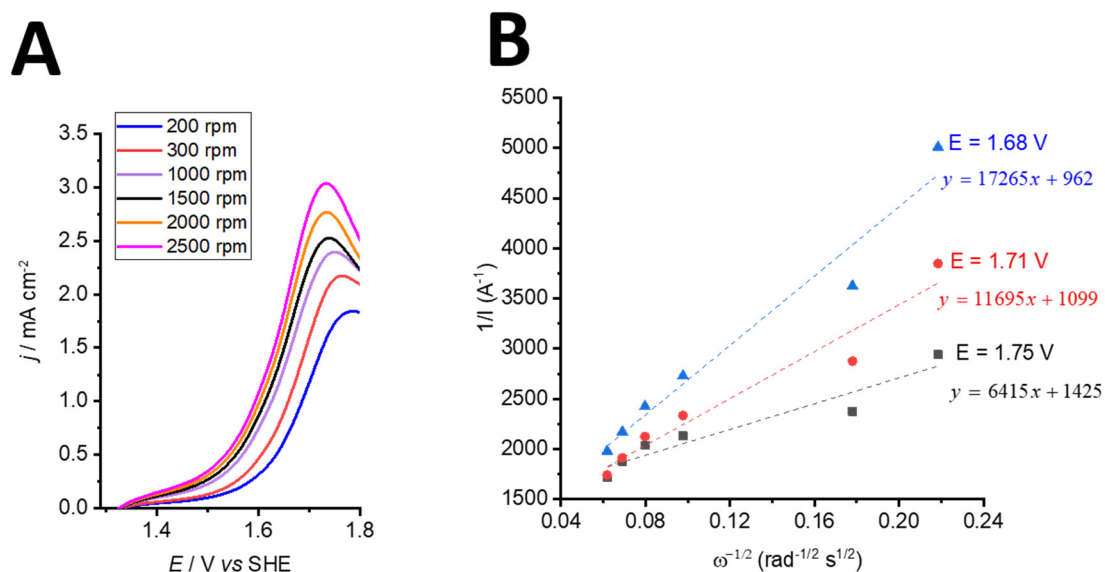 A
200 rpm
300 rpm
1000 rpm
1500 rpm
2000 rpm
2500 rpm
3.5
3.0
2.5
2.0
1.5
1.0
0.5
0.0
j / mA cm⁻²
1.4
1.6
1.8
E / V vs SHE
B
5500
5000
4500
4000
3500
3000
2500
2000
1500
1/I (A⁻¹)
E = 1.68 V
y = 17265x + 962
E = 1.71 V
y = 11695x + 1099
E = 1.75 V
y = 6415x + 1425
0.04
0.08
0.12
0.16
0.20
0.24
ω⁻¹/² (rad⁻¹/² s¹/²)